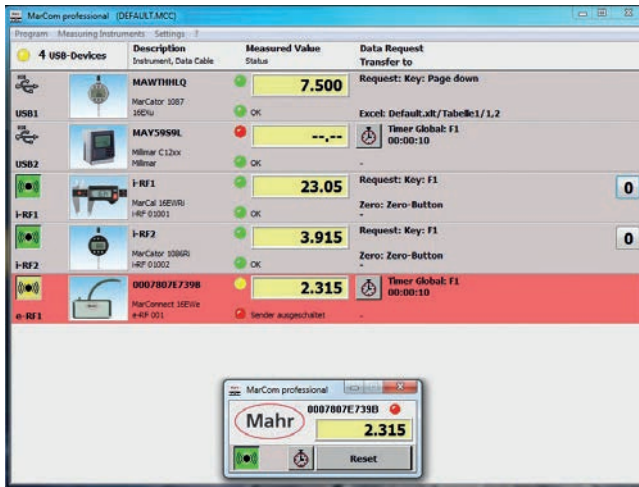 MarCom professional (DEFAULT.MCC)
Program Measuring Instruments Settings ?
4 USB-Devices
Description
Instrument, Data Cable
Measured Value
Status
Data Request
Transfer to
USB1
MAWTHHLQ
MarCator 1087
16EXu
7.500
OK
Request: Key: Page down
Excel: Default.xlt/Tabelle1/1,2
USB2
MAY59S9L
Millimar C12xx
Millimar
--,--
OK
Timer Global: F1
00:00:10
-
i-RF1
i-RF1
MarCal 16EWRi
i-RF 01001
23.05
OK
Request: Key: F1
Zero: Zero-Button
-
0
i-RF2
i-RF2
MarCator 1086Ri
i-RF 01002
3.915
OK
Request: Key: F1
Zero: Zero-Button
-
0
e-RF1
0007807E739B
MarConnect 16EWe
e-RF 001
2.315
Sender ausgeschaltet
Timer Global: F1
00:00:10
-
MarCom professional
Mahr
0007807E739B
2.315
Reset